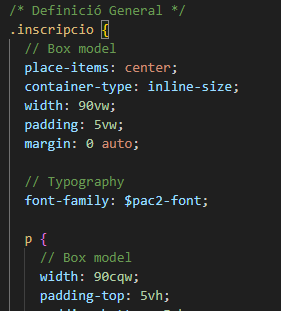 /* Definició General */
.inscripcio {
// Box model
place-items: center;
container-type: inline-size;
width: 90vw;
padding: 5vw;
margin: 0 auto;
// Typography
font-family: $pac2-font;
p {
// Box model
width: 90cqw;
padding-top: 5vh;